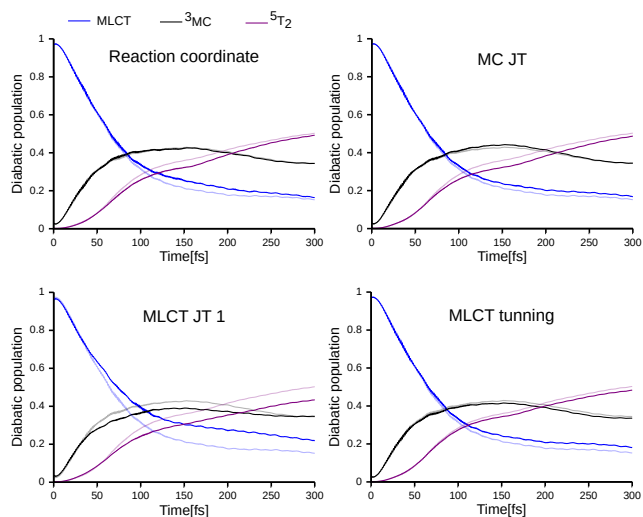 MLCT 3MC 5T2
Reaction coordinate
1
0.8
0.6
0.4
0.2
0
Diabatic population
0 50 100 150 200 250 300
Time[fs]
MC JT
1
0.8
0.6
0.4
0.2
0
Diabatic population
0 50 100 150 200 250 300
Time[fs]
MLCT JT 1
1
0.8
0.6
0.4
0.2
0
Diabatic population
0 50 100 150 200 250 300
Time[fs]
MLCT tunning
1
0.8
0.6
0.4
0.2
0
Diabatic population
0 50 100 150 200 250 300
Time[fs]